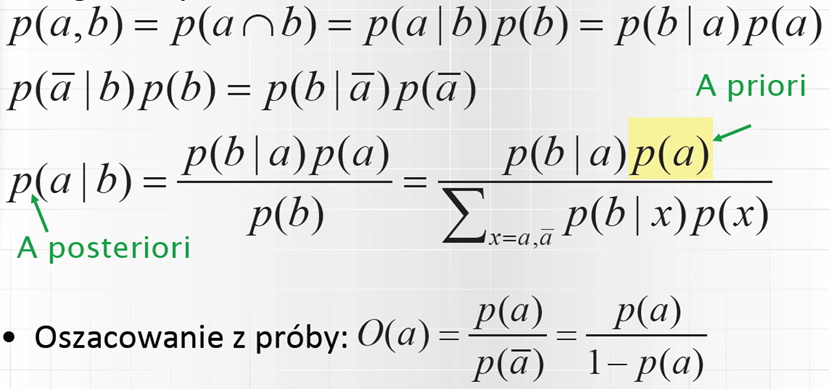 p(a,b) = p(a∩b) = p(a|b)p(b) = p(b|a)p(a)
p(a̅|b)p(b) = p(b|a̅)p(a̅)
A priori
p(a|b) = p(b|a)p(a) / p(b) = p(b|a)p(a) / ∑x=a,a̅ p(b|x)p(x)
A posteriori
• Oszacowanie z próby: O(a) = p(a) / p(a̅) = p(a) / 1−p(a)